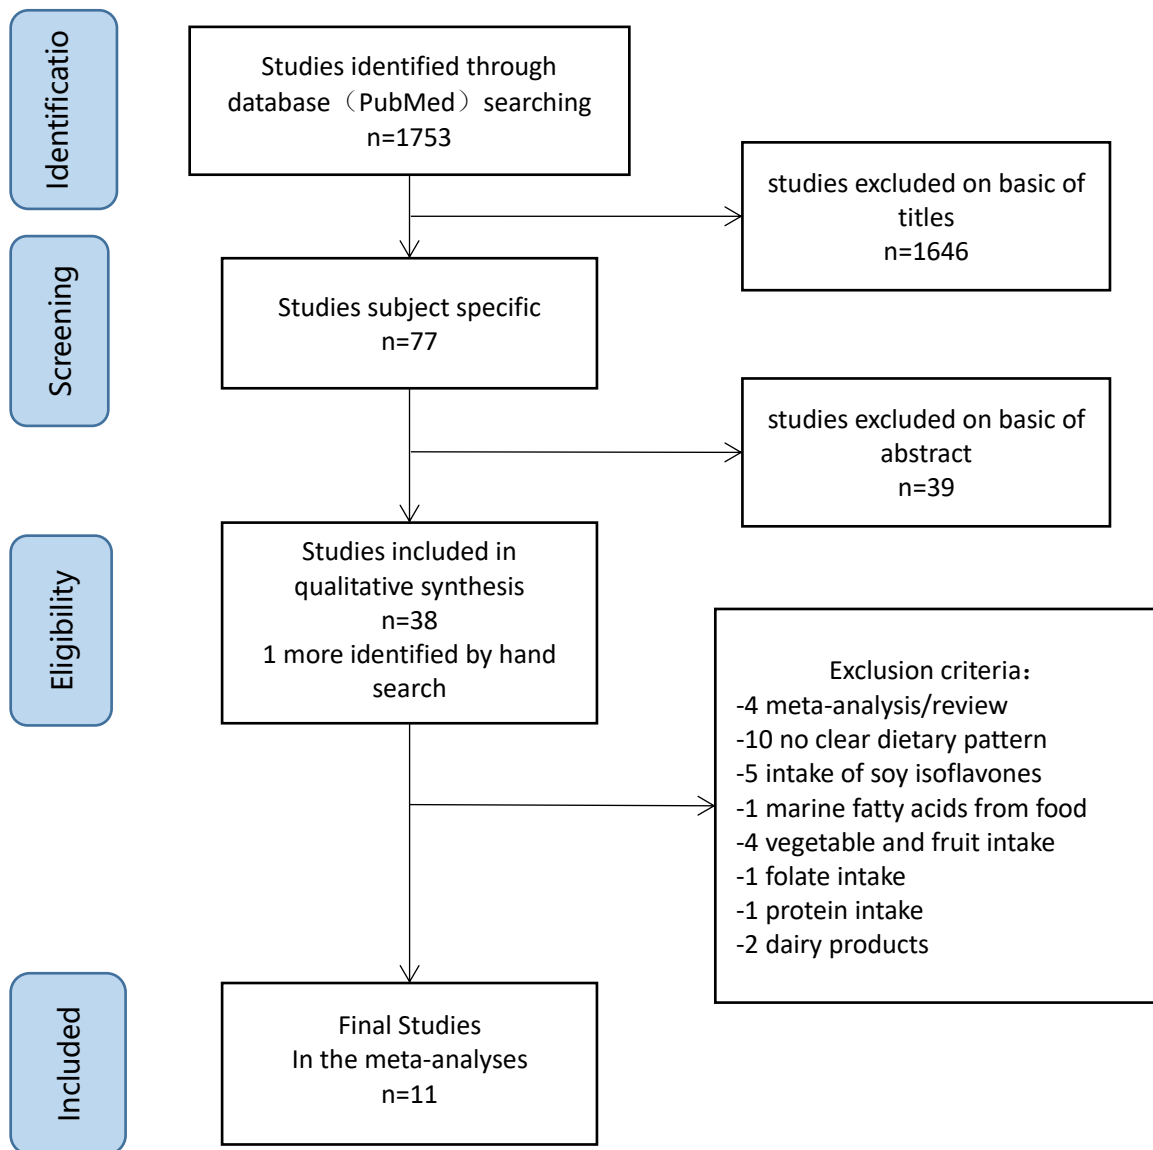 Identificatio
Studies identified through
database（PubMed）searching
n=1753
studies excluded on basic of
titles
n=1646
Screening
Studies subject specific
n=77
studies excluded on basic of
abstract
n=39
Eligibility
Studies included in
qualitative synthesis
n=38
1 more identified by hand
search
Exclusion criteria：
-4 meta-analysis/review
-10 no clear dietary pattern
-5 intake of soy isoflavones
-1 marine fatty acids from food
-4 vegetable and fruit intake
-1 folate intake
-1 protein intake
-2 dairy products
Included
Final Studies
In the meta-analyses
n=11